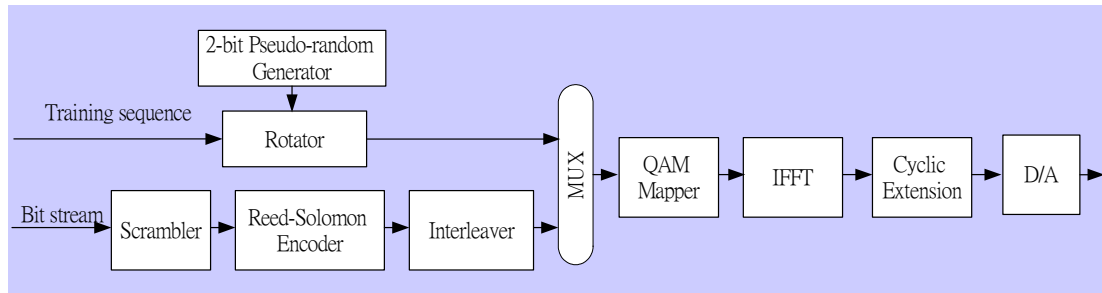 2-bit Pseudo-random
Generator
Training sequence
Rotator
Bit stream
Scrambler
Reed-Solomon
Encoder
Interleaver
MUX
QAM
Mapper
IFFT
Cyclic
Extension
D/A